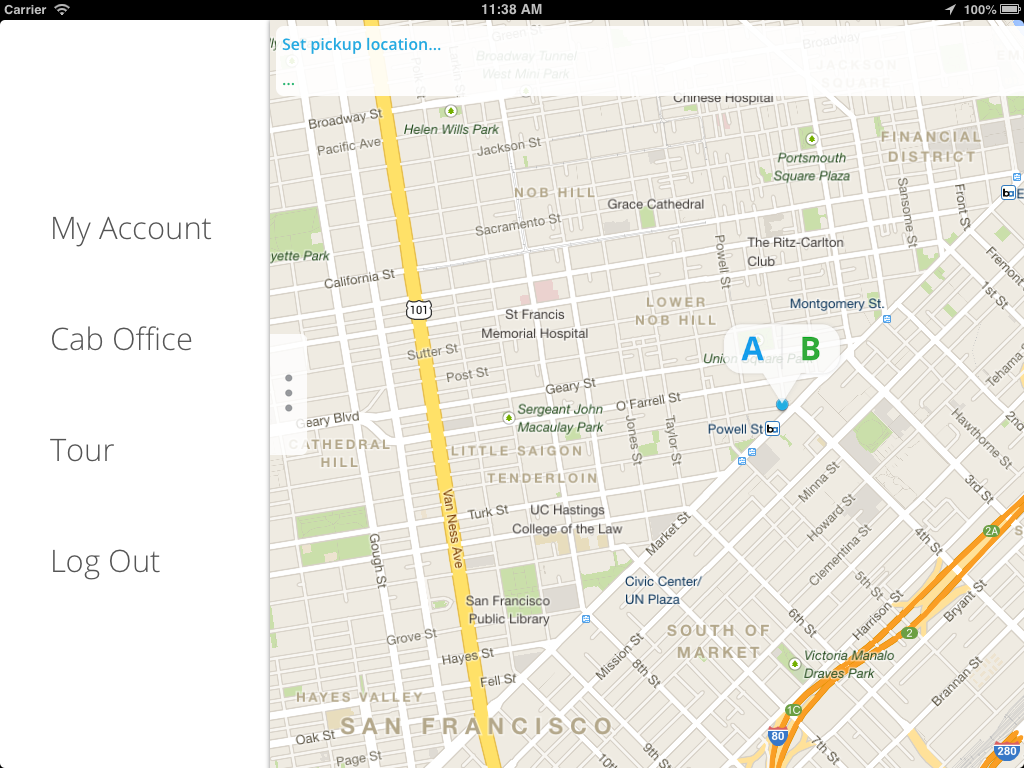 Carrier
11:38 AM
100%
My Account
Cab Office
Tour
Log Out
Set pickup location...
...
Green St
Polk St
Larkin St
Broadway Tunnel
West Mini Park
Broadway
JACKSON
SQUARE
Chinese Hospital
Broadway St
Helen Wills Park
Pacific Ave
Jackson St
Portsmouth
Square Plaza
FINANCIAL
DISTRICT
NOB HILL
Grace Cathedral
Sansome St
Front St
Sacramento St
yette Park
The Ritz-Carlton
Club
Powell St
Fremont
California St
1st St
LOWER
NOB HILL
Montgomery St.
101
St Francis
Memorial Hospital
A
B
Union Square Park
Sutter St
Post St
Tehama
Geary St
O'Farrell St
Geary Blvd
Sergeant John
Macaulay Park
Jones St
Taylor St
Powell St
Hawthorne St
CATHEDRAL
HILL
LITTLE SAIGON
TENDERLOIN
Minna St
3rd St
Van Ness Ave
Turk St
UC Hastings
College of the Law
Market St
Howard St
2A
Gough St
Clementina St
4th St
Civic Center/
UN Plaza
5th St
Harrison St
Bryant St
San Francisco
Public Library
6th St
2
Grove St
SOUTH OF
MARKET
Hayes St
Mission St
8th St
Victoria Manalo
Draves Park
Fell St
Brannan St
HAYES VALLEY
SAN FRANCISCO
1C
80
Oak St
Page St
9th St
10t
7th St
280